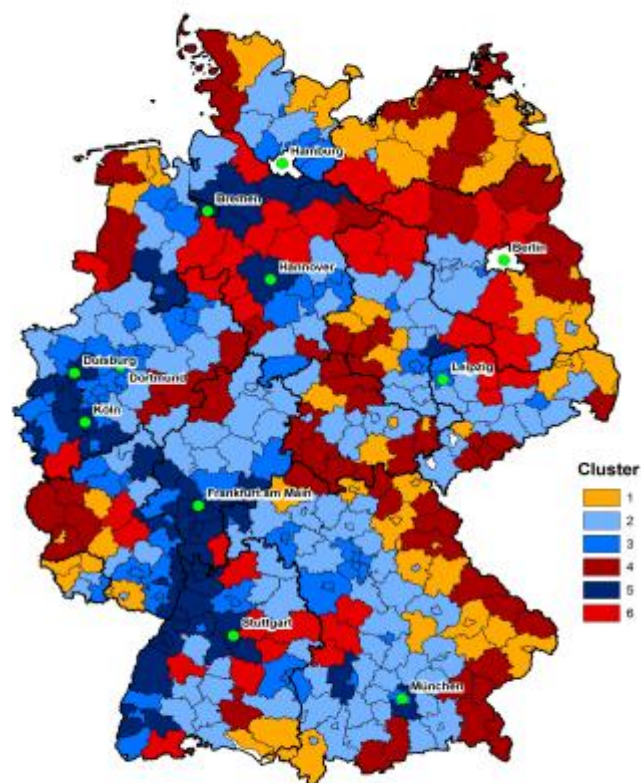 Hamburg
Bremen
Berlin
Hannover
Duisburg
Dortmund
Leipzig
Köln
Cluster
Frankfurt am Main
1
2
3
4
5
6
Stuttgart
München